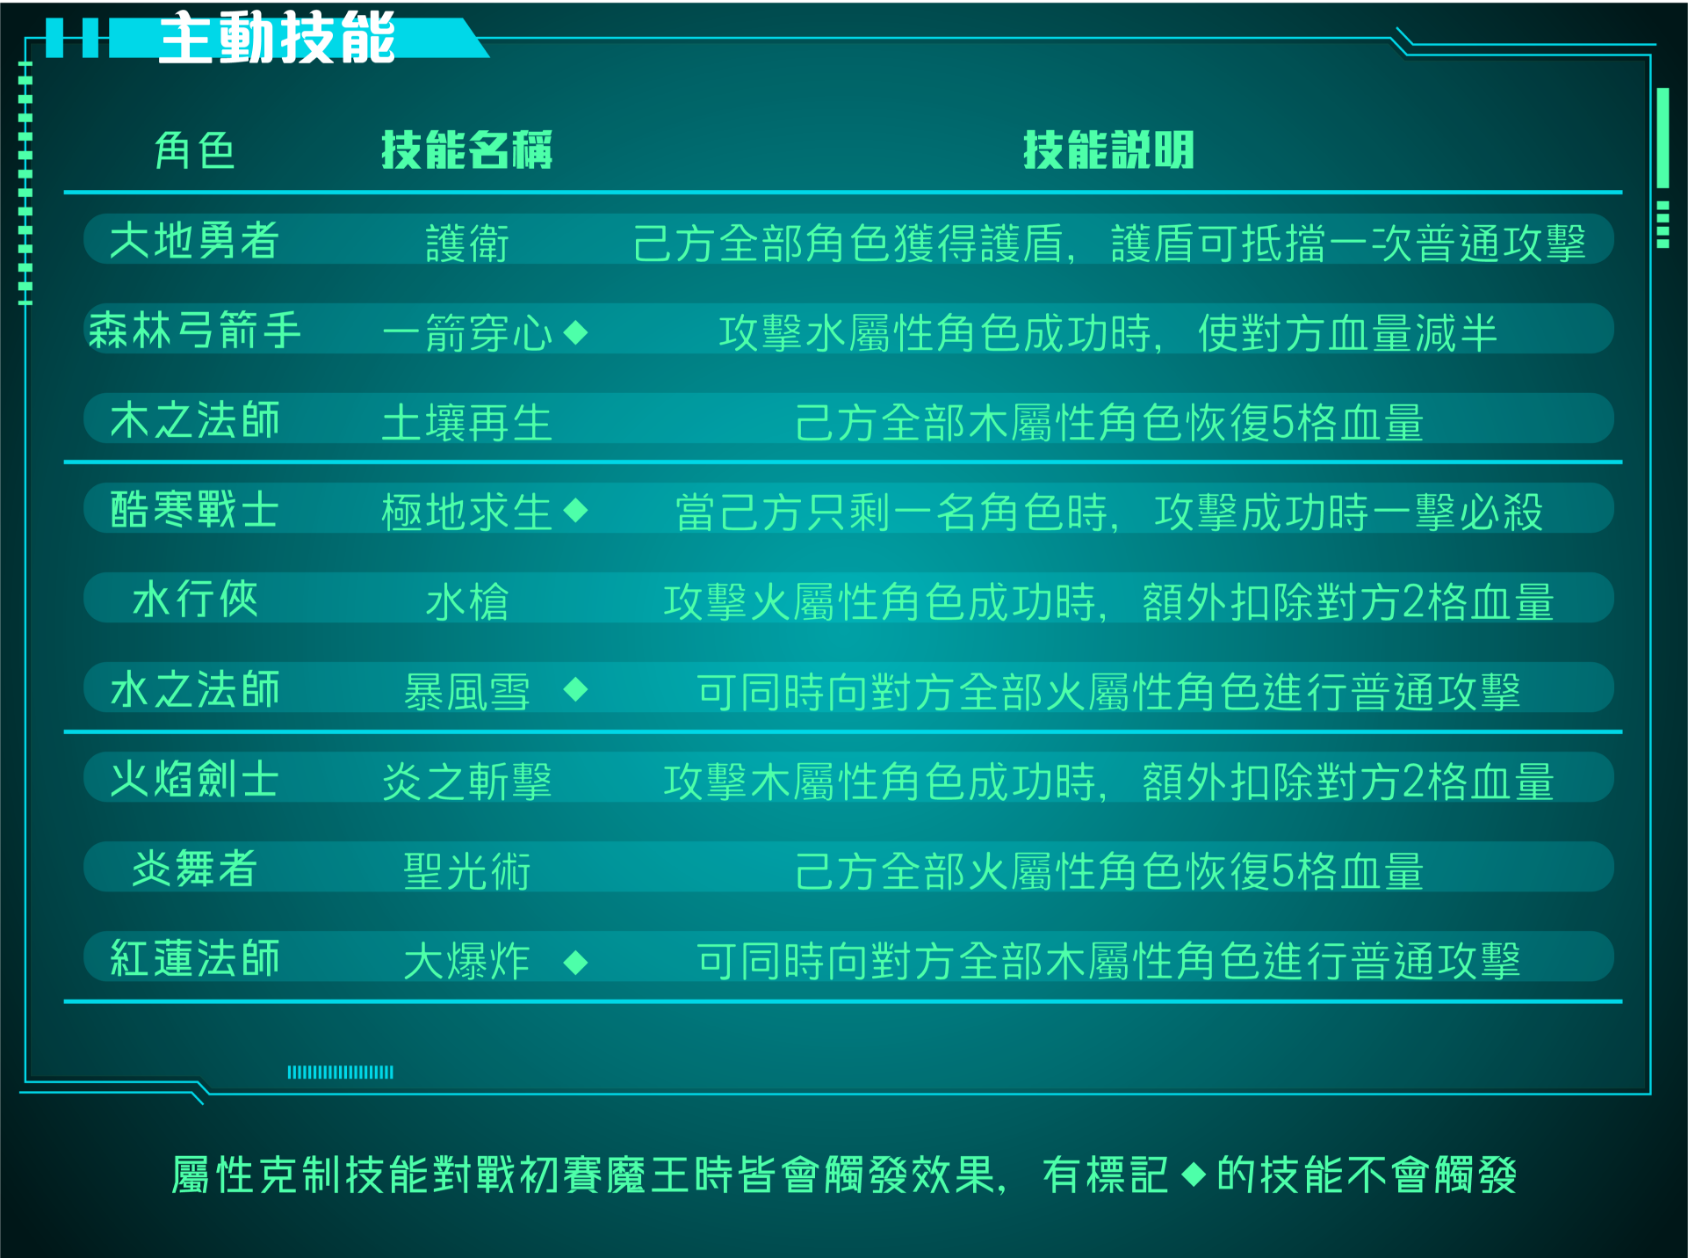 主動技能
角色 技能名稱 技能説明
大地勇者 護衛 己方全部角色獲得護盾，護盾可抵擋一次普通攻擊
森林弓箭手 一箭穿心◆ 攻擊水屬性角色成功時，使對方血量減半
木之法師 土壤再生 己方全部木屬性角色恢復5格血量
酷寒戰士 極地求生◆ 當己方只剩一名角色時，攻擊成功時一擊必殺
水行俠 水槍 攻擊火屬性角色成功時，額外扣除對方2格血量
水之法師 暴風雪 ◆ 可同時向對方全部火屬性角色進行普通攻擊
火焰劍士 炎之斬擊 攻擊木屬性角色成功時，額外扣除對方2格血量
炎舞者 聖光術 己方全部火屬性角色恢復5格血量
紅蓮法師 大爆炸 ◆ 可同時向對方全部木屬性角色進行普通攻擊
屬性克制技能對戰初賽魔王時皆會觸發效果，有標記◆的技能不會觸發